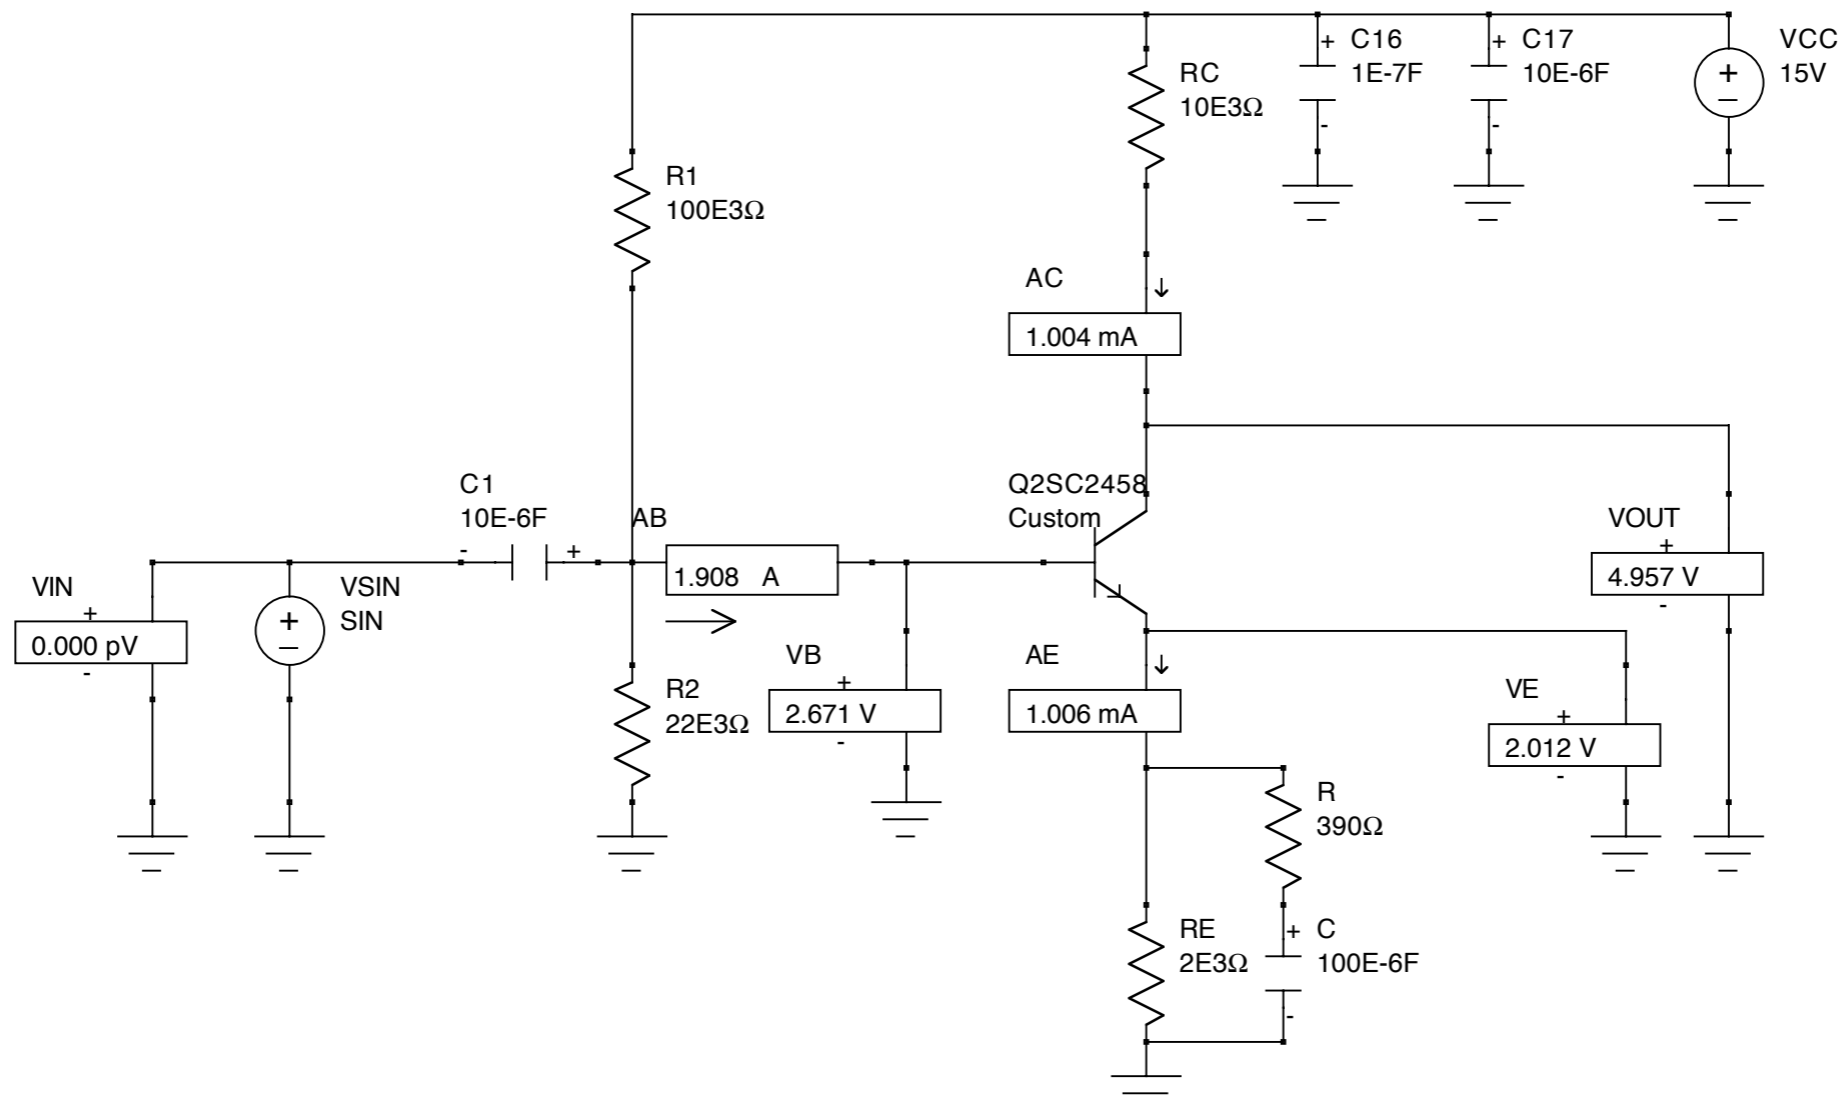 C16
1E-7F
C17
10E-6F
VCC
15V
RC
10E3Ω
R1
100E3Ω
AC
1.004 mA
C1
10E-6F
AB
1.908 A
Q2SC2458
Custom
VOUT
4.957 V
VIN
0.000 pV
VSIN
SIN
R2
22E3Ω
VB
2.671 V
AE
1.006 mA
VE
2.012 V
R
390Ω
RE
2E3Ω
C
100E-6F